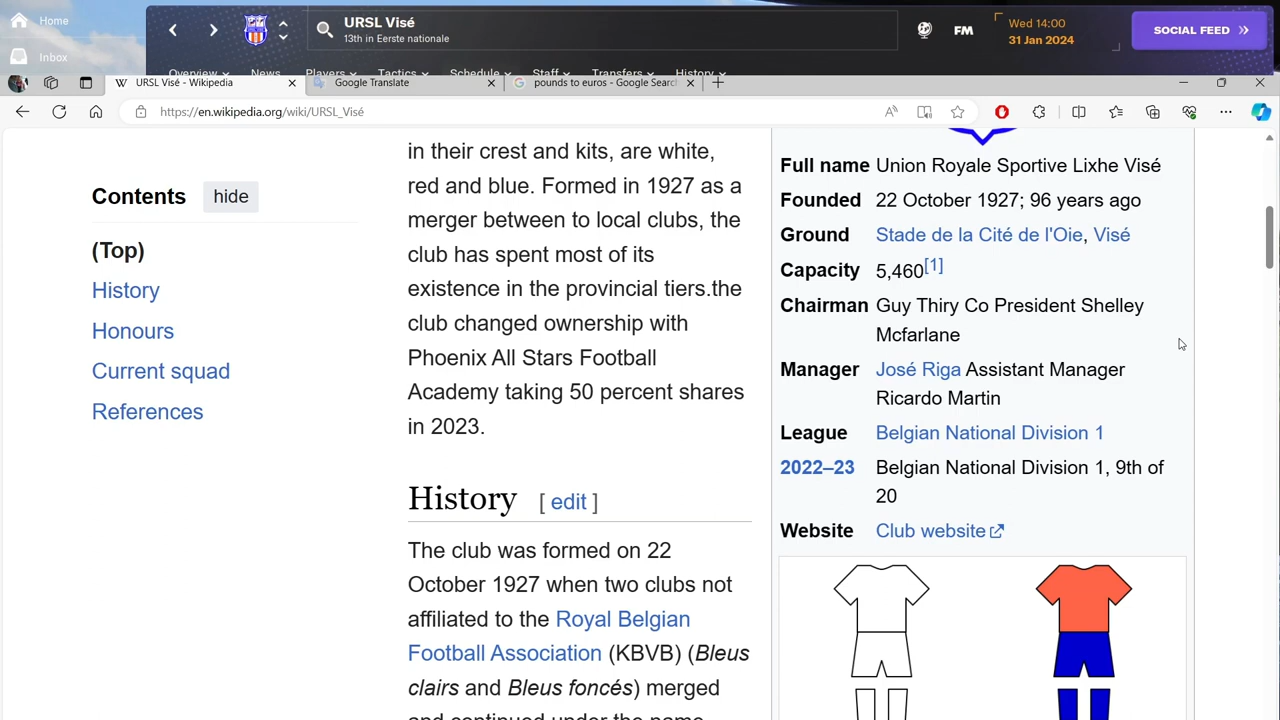 Home
Inbox
URSL Visé
13th in Eerste nationale
FM
Wed 14:00
31 Jan 2024
SOCIAL FEED
Overview
News
Players
Tactics
Schedule
Staff
Transfers
History
URSL Visé - Wikipedia
Google Translate
pounds to euros - Google Search
https://en.wikipedia.org/wiki/URSL_Visé
Contents
hide
(Top)
History
Honours
Current squad
References
in their crest and kits, are white,
red and blue. Formed in 1927 as a
merger between to local clubs, the
club has spent most of its
existence in the provincial tiers.the
club changed ownership with
Phoenix All Stars Football
Academy taking 50 percent shares
in 2023.
History [ edit ]
The club was formed on 22
October 1927 when two clubs not
affiliated to the Royal Belgian
Football Association (KBVB) (Bleus
clairs and Bleus foncés) merged
and continued under the name
Full name Union Royale Sportive Lixhe Visé
Founded 22 October 1927; 96 years ago
Ground Stade de la Cité de l'Oie, Visé
Capacity 5,460[1]
Chairman Guy Thiry Co President Shelley
Mcfarlane
Manager José Riga Assistant Manager
Ricardo Martin
League Belgian National Division 1
2022–23 Belgian National Division 1, 9th of
20
Website Club website